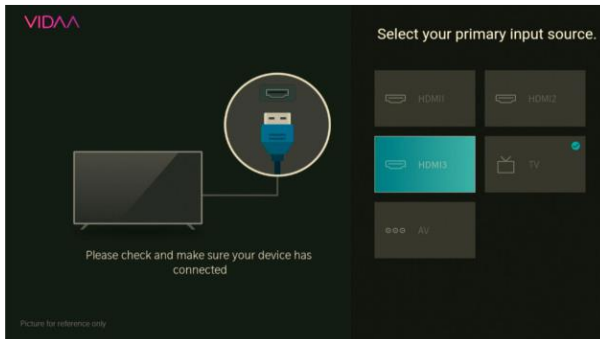 VIDAA
Select your primary input source.
HDMI1
HDMI2
HDMI3
TV
AV
Please check and make sure your device has
connected
Picture for reference only